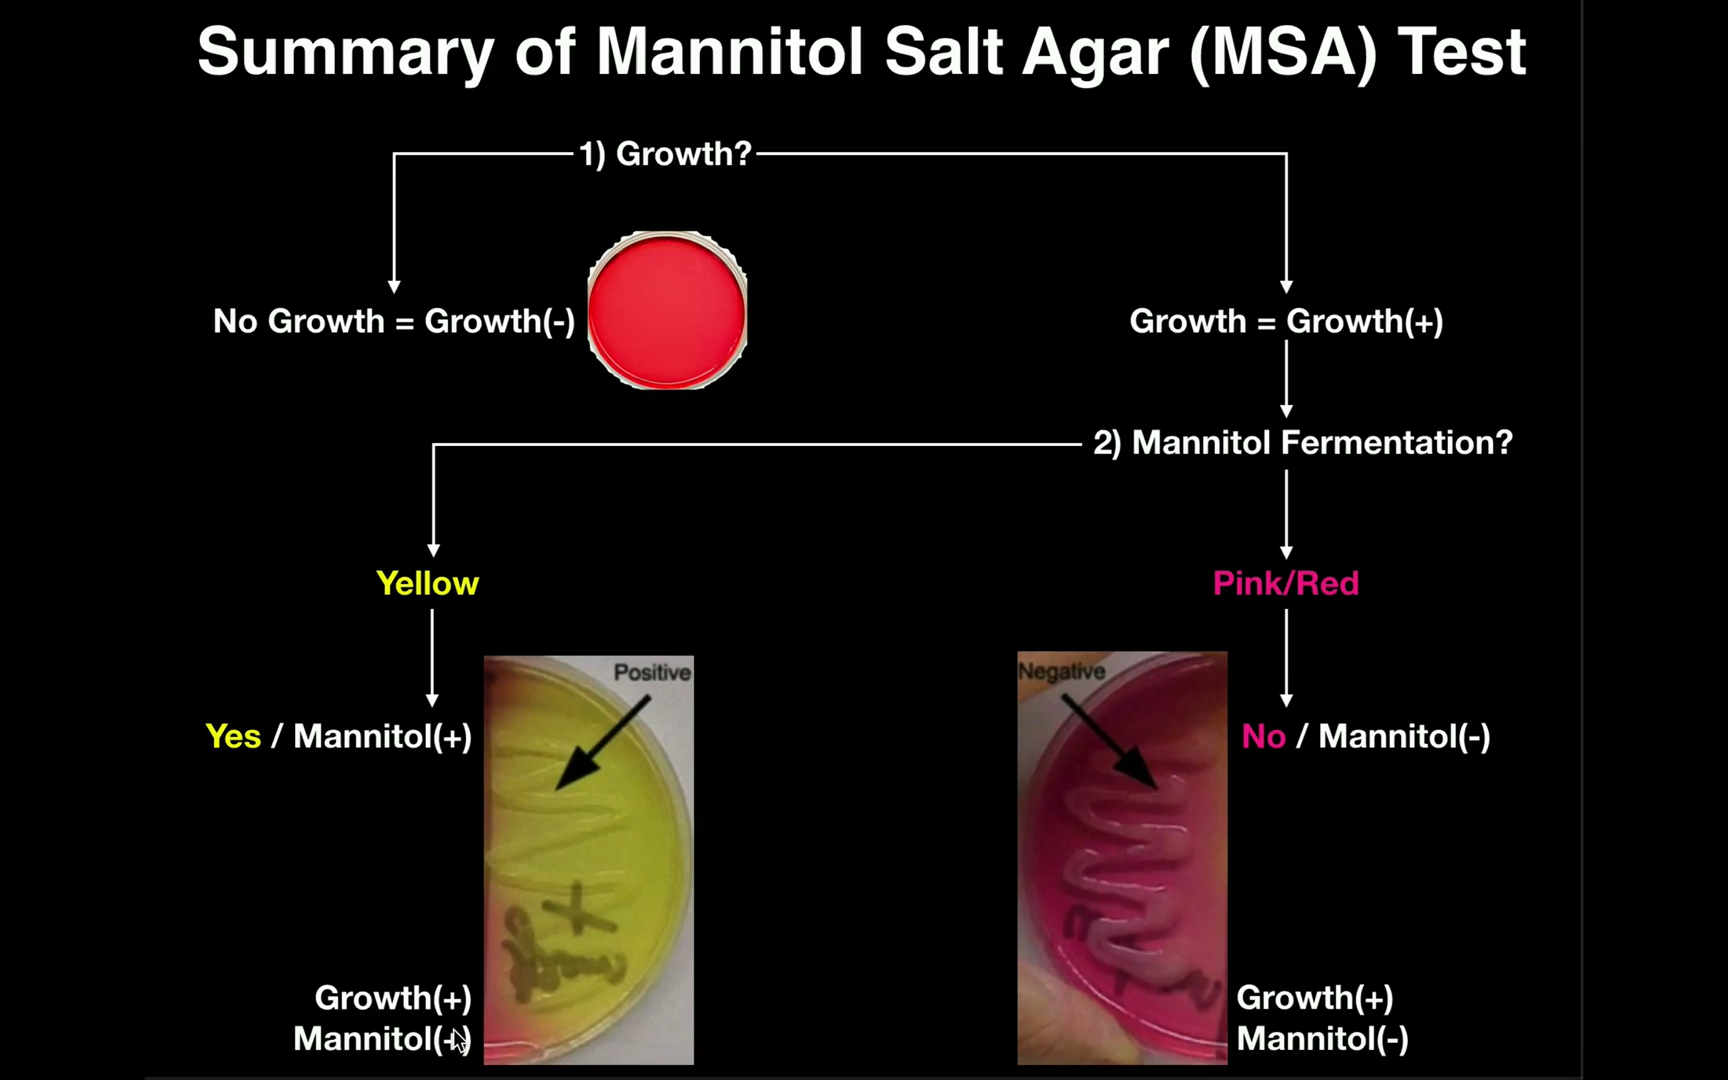 Summary of Mannitol Salt Agar (MSA) Test
1) Growth?
No Growth = Growth(-)
Growth = Growth(+)
2) Mannitol Fermentation?
Yellow
Pink/Red
Positive
Negative
Yes / Mannitol(+)
No / Mannitol(-)
Growth(+)
Mannitol(+)
Growth(+)
Mannitol(-)